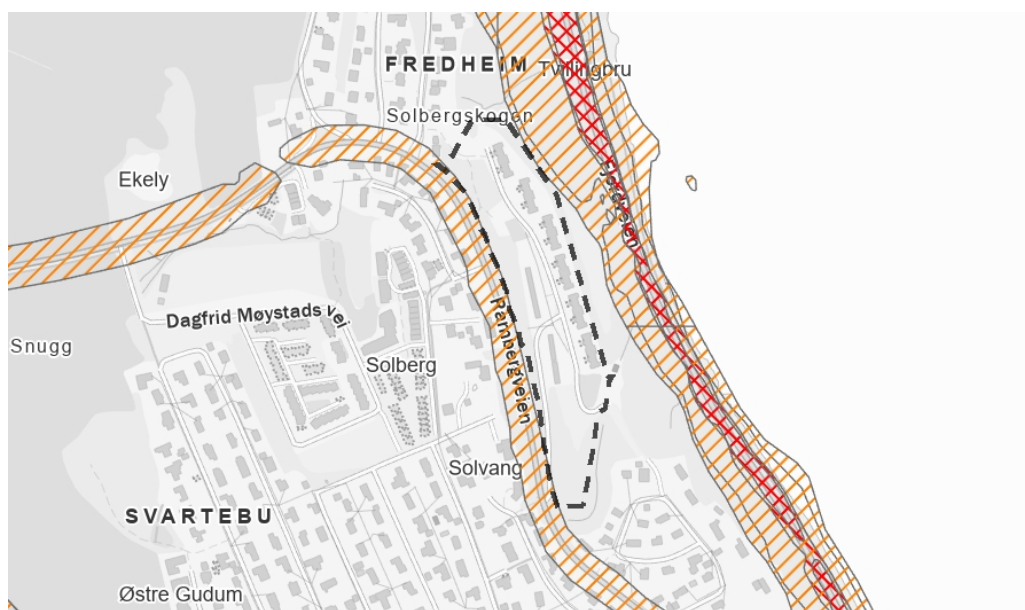 FREDHEIM
Tvillingbru
Solbergskogen
Ekely
Fjordveien
Dagfrid Møystads vei
Rambergveien
Snugg
Solberg
Solvang
SVARTEBU
Østre Gudum